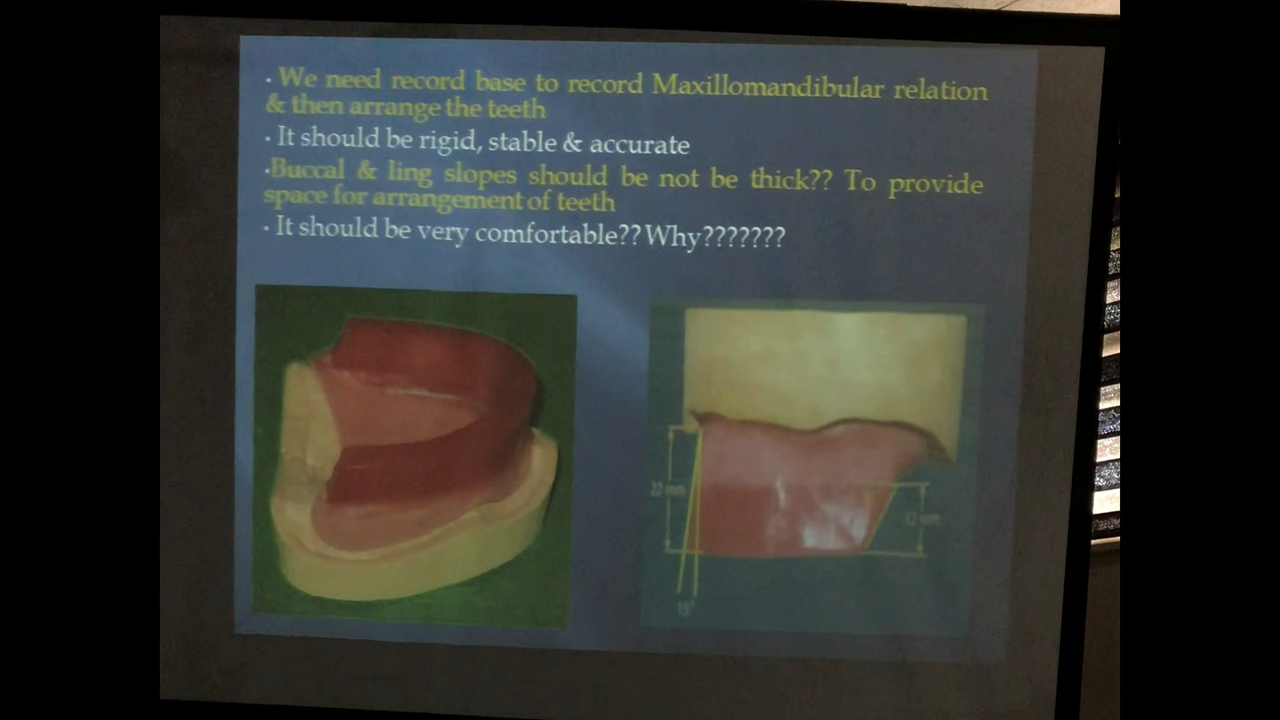 · We need record base to record Maxillomandibular relation
& then arrange the teeth
· It should be rigid, stable & accurate
·Buccal & ling slopes should be not be thick?? To provide
space for arrangement of teeth
· It should be very comfortable?? Why???????
22 mm
mm
15°